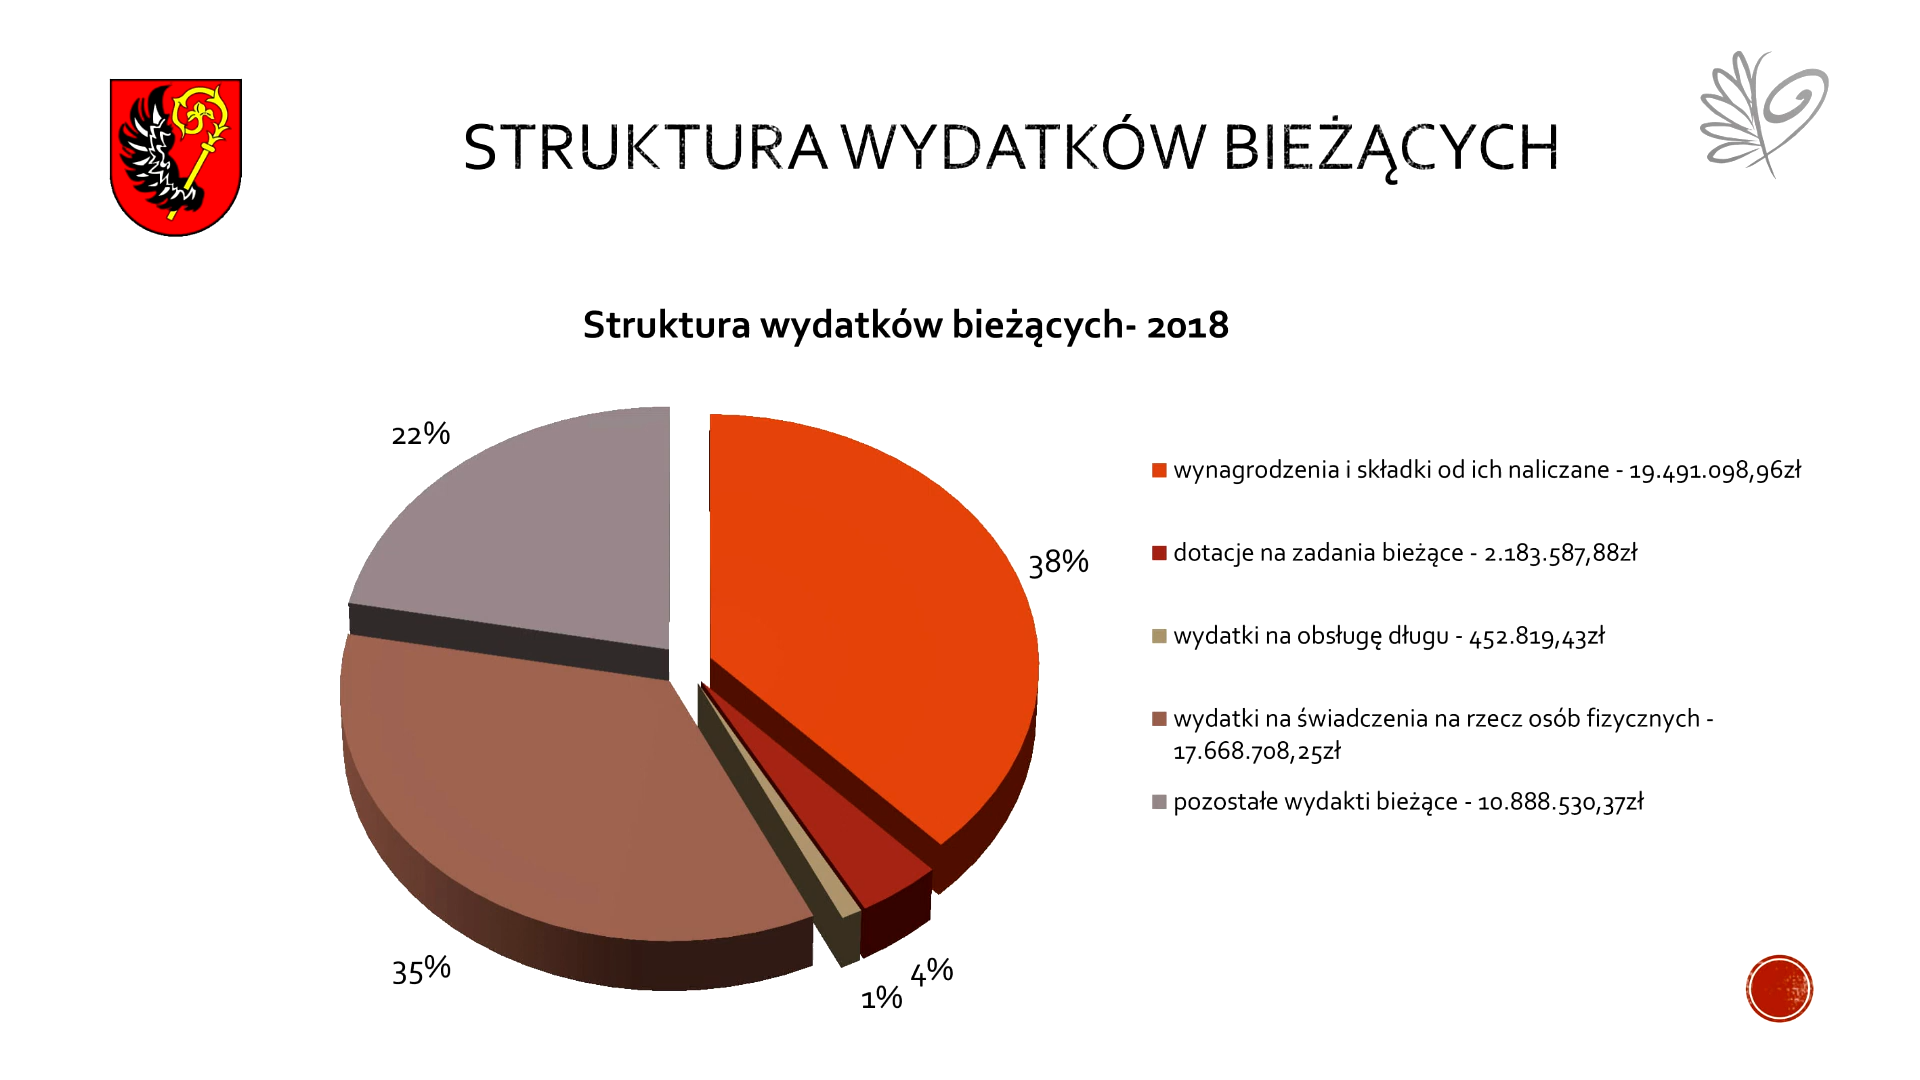 STRUKTURA WYDATKÓW BIEŻĄCYCH
Struktura wydatków bieżących- 2018
22%
38%
35%
4%
1%
wynagrodzenia i składki od ich naliczane - 19.491.098,96zł
dotacje na zadania bieżące - 2.183.587,88zł
wydatki na obsługę długu - 452.819,43zł
wydatki na świadczenia na rzecz osób fizycznych -
17.668.708,25zł
pozostałe wydakti bieżące - 10.888.530,37zł